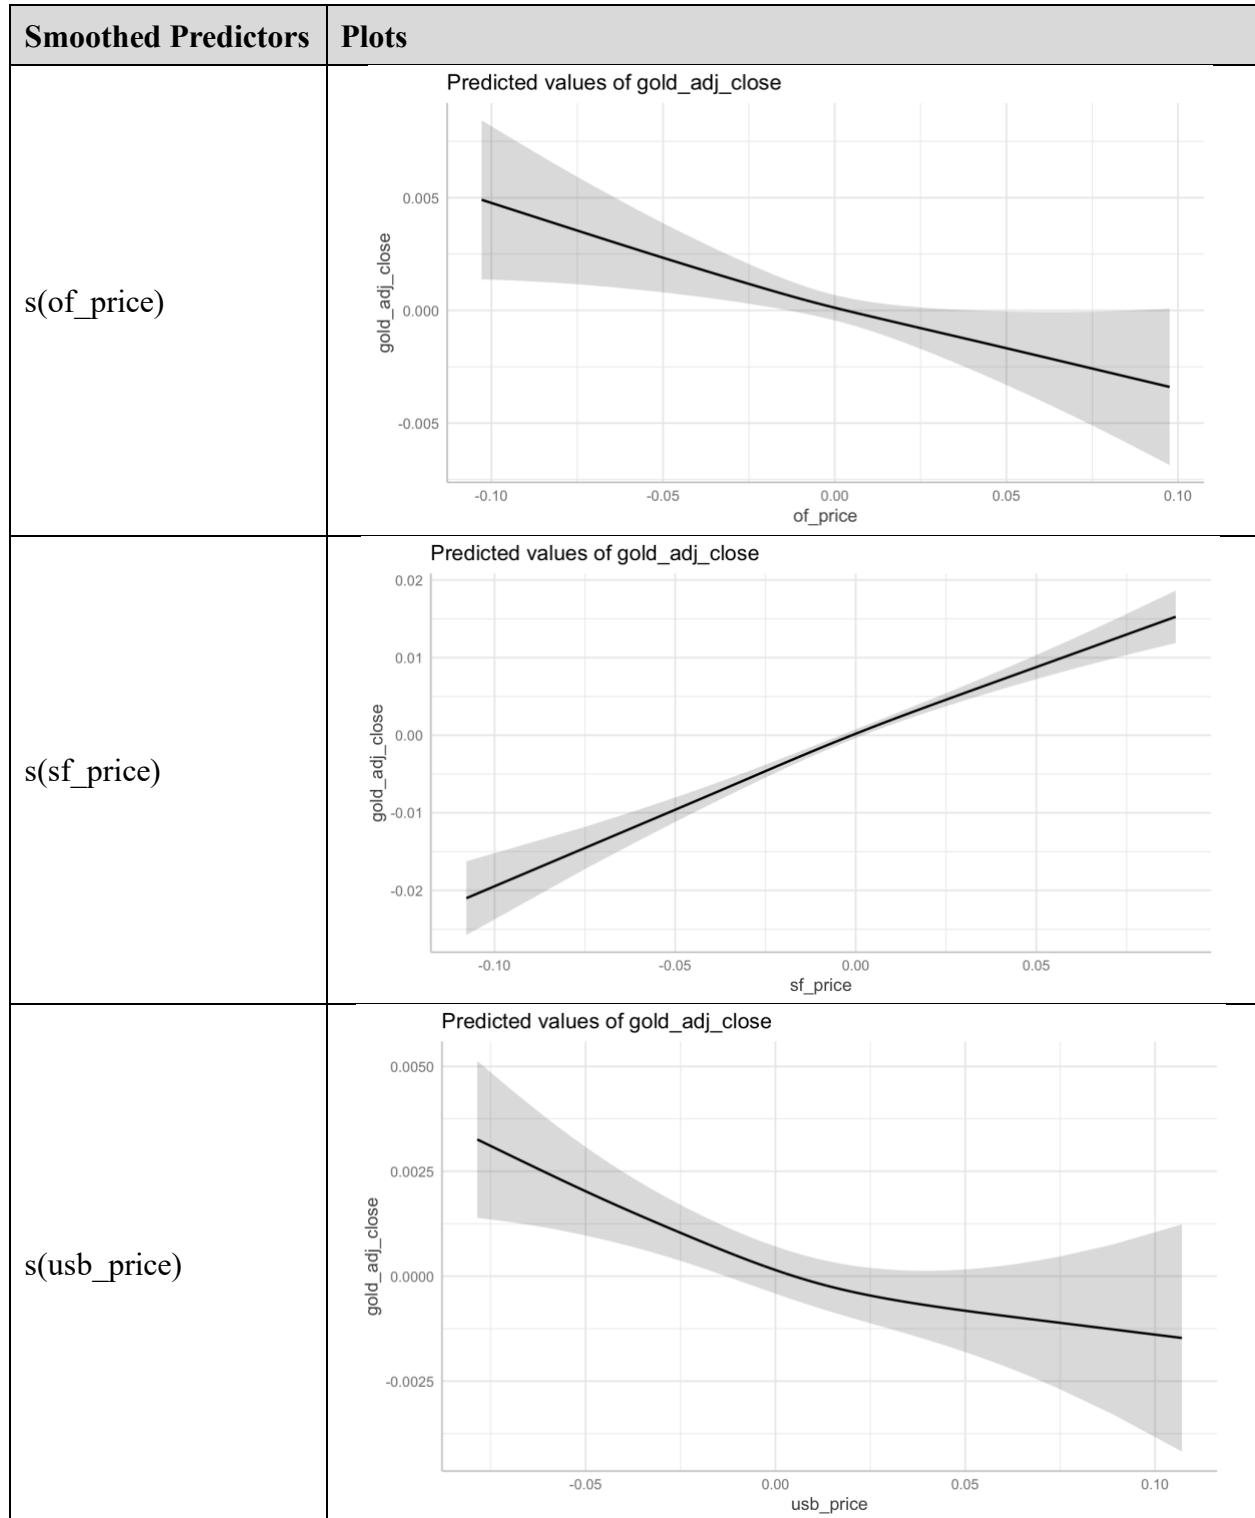 Smoothed Predictors Plots
s(of_price)
Predicted values of gold_adj_close
gold_adj_close
0.005
0.000
-0.005
-0.10 -0.05 0.00 0.05 0.10
of_price
s(sf_price)
Predicted values of gold_adj_close
gold_adj_close
0.02
0.01
0.00
-0.01
-0.02
-0.10 -0.05 0.00 0.05
sf_price
s(usb_price)
Predicted values of gold_adj_close
gold_adj_close
0.0050
0.0025
0.0000
-0.0025
-0.05 0.00 0.05 0.10
usb_price